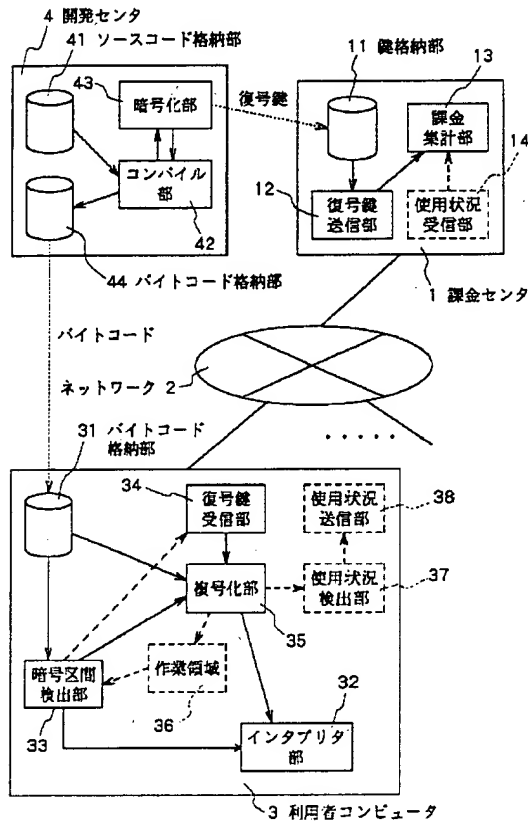 4 開発センタ
41 ソースコード格納部
43
暗号化部
復号鍵
コンパイル
部
42
44 バイトコード格納部
11 鍵格納部
13
課金
集計部
14
12
復号鍵
送信部
使用状況
受信部
1 課金センタ
バイトコード
ネットワーク 2
・・・・・
31 バイトコード
格納部
34
復号鍵
受信部
使用状況
送信部
38
複号化部
35
使用状況
検出部
37
暗号区間
検出部
33
作業領域
36
32
インタプリタ
部
3 利用者コンピュータ